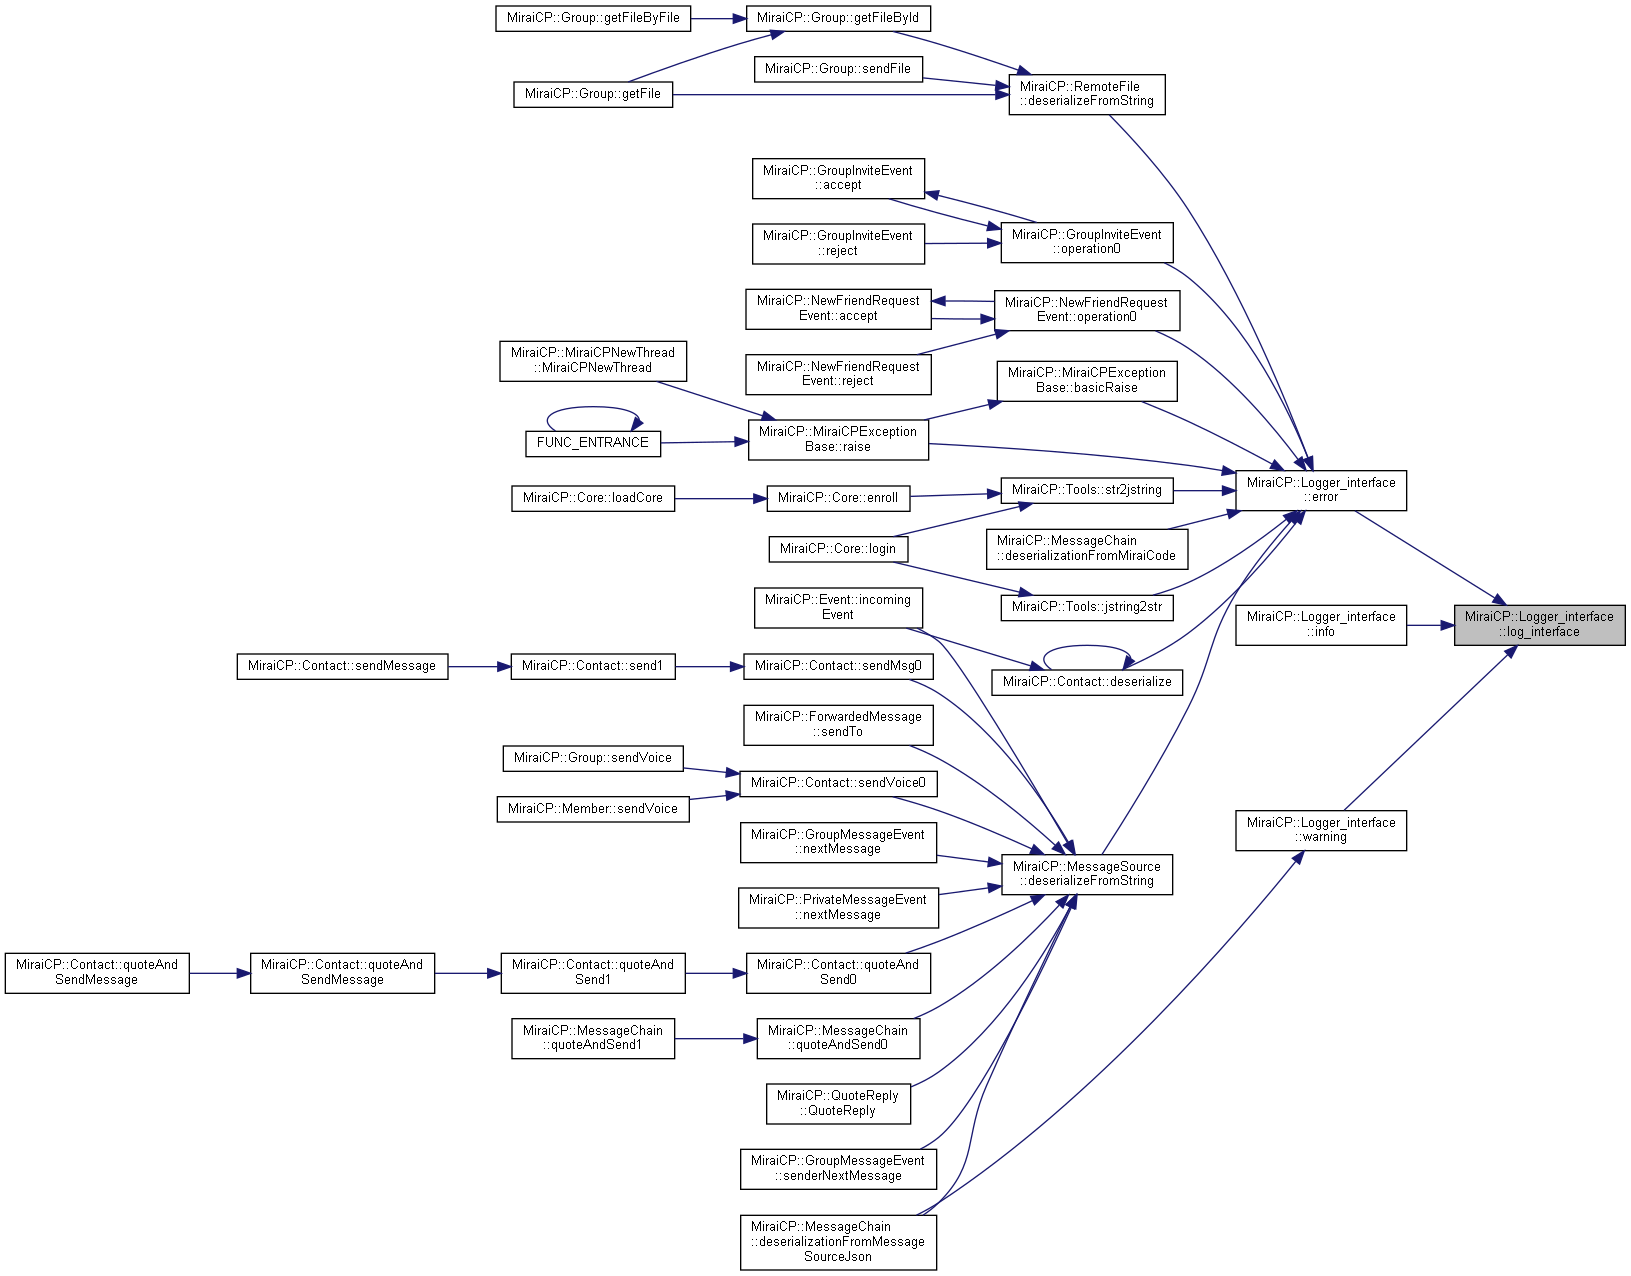 MiraiCP::Group::getFileByFile
MiraiCP::Group::getFileById
MiraiCP::Group::sendFile
MiraiCP::Group::getFile
MiraiCP::RemoteFile
::deserializeFromString
MiraiCP::GroupInviteEvent
::accept
MiraiCP::GroupInviteEvent
::reject
MiraiCP::GroupInviteEvent
::operation0
MiraiCP::NewFriendRequest
Event::accept
MiraiCP::NewFriendRequest
Event::operation0
MiraiCP::NewFriendRequest
Event::reject
MiraiCP::MiraiCPNewThread
::MiraiCPNewThread
MiraiCP::MiraiCPException
Base::basicRaise
FUNC_ENTRANCE
MiraiCP::MiraiCPException
Base::raise
MiraiCP::Core::loadCore
MiraiCP::Core::enroll
MiraiCP::Tools::str2jstring
MiraiCP::Logger_interface
::error
MiraiCP::Core::login
MiraiCP::MessageChain
::deserializationFromMiraiCode
MiraiCP::Event::incoming
Event
MiraiCP::Tools::jstring2str
MiraiCP::Logger_interface
::info
MiraiCP::Logger_interface
::log_interface
MiraiCP::Contact::sendMessage
MiraiCP::Contact::send1
MiraiCP::Contact::sendMsg0
MiraiCP::Contact::deserialize
MiraiCP::ForwardedMessage
::sendTo
MiraiCP::Group::sendVoice
MiraiCP::Contact::sendVoice0
MiraiCP::Member::sendVoice
MiraiCP::GroupMessageEvent
::nextMessage
MiraiCP::Logger_interface
::warning
MiraiCP::MessageSource
::deserializeFromString
MiraiCP::PrivateMessageEvent
::nextMessage
MiraiCP::Contact::quoteAnd
SendMessage
MiraiCP::Contact::quoteAnd
SendMessage
MiraiCP::Contact::quoteAnd
Send1
MiraiCP::Contact::quoteAnd
Send0
MiraiCP::MessageChain
::quoteAndSend1
MiraiCP::MessageChain
::quoteAndSend0
MiraiCP::QuoteReply
::QuoteReply
MiraiCP::GroupMessageEvent
::senderNextMessage
MiraiCP::MessageChain
::deserializationFromMessage
SourceJson